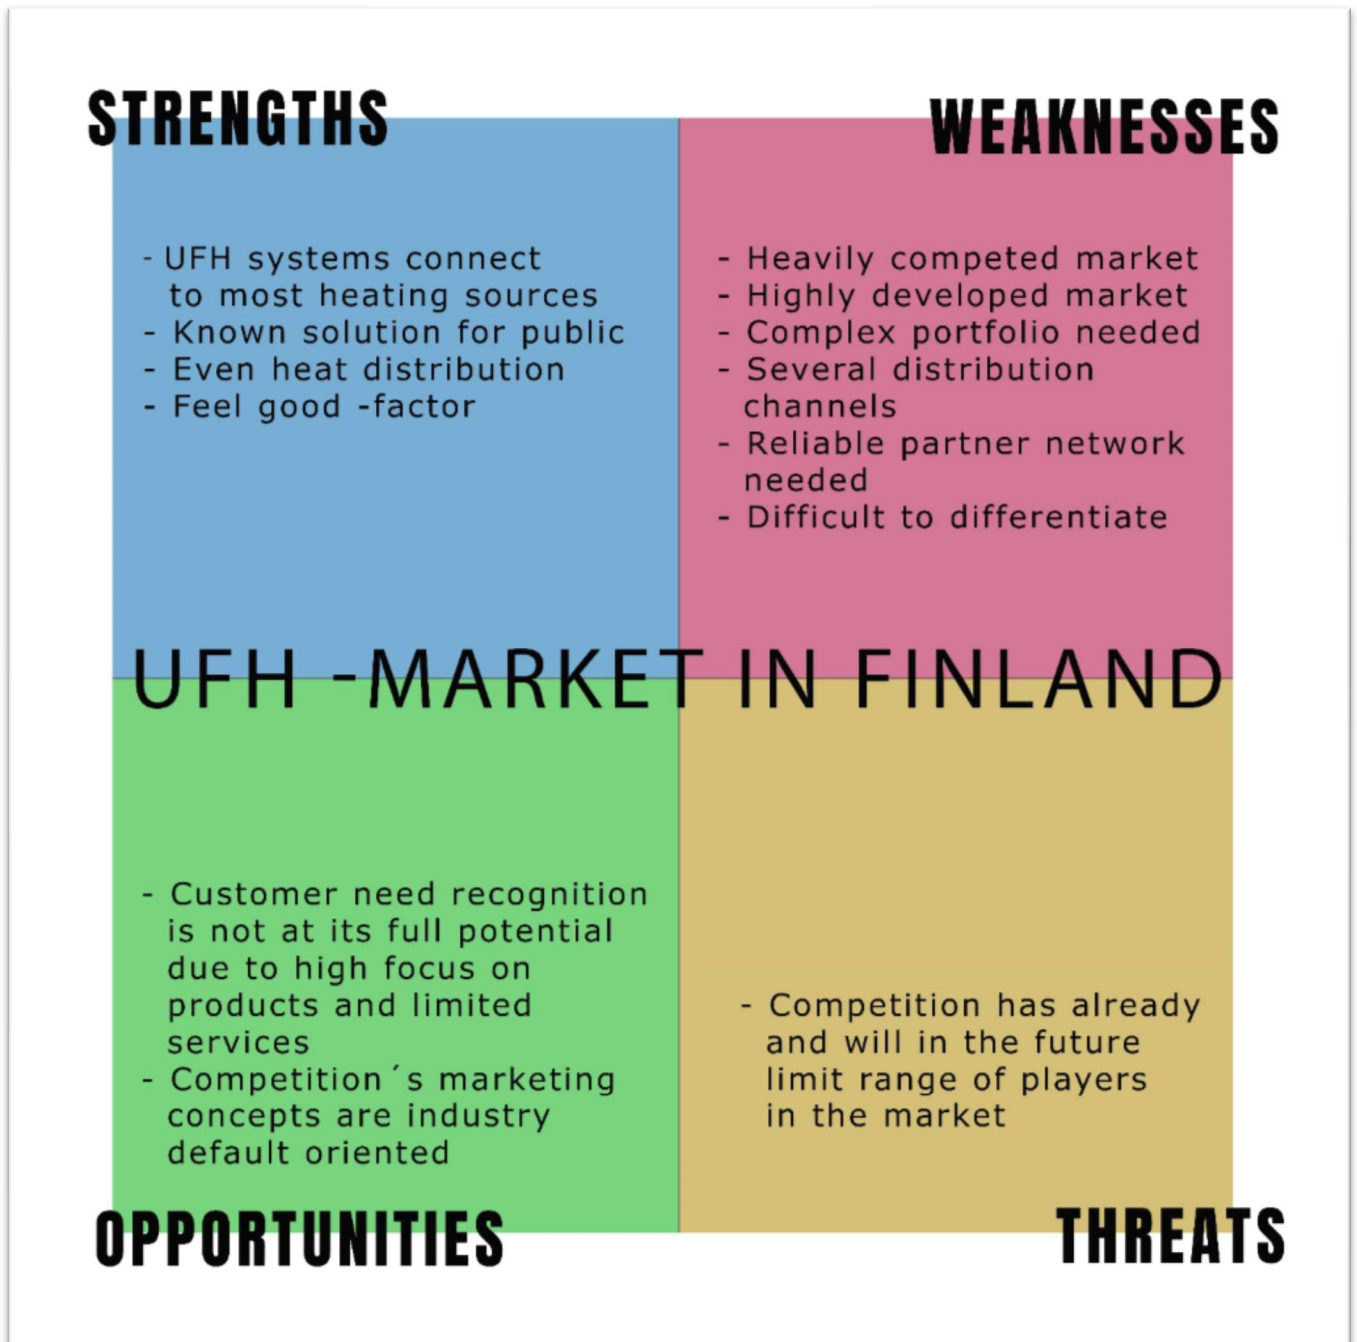 STRENGTHS
- UFH systems connect
to most heating sources
- Known solution for public
- Even heat distribution
- Feel good -factor
WEAKNESSES
- Heavily competed market
- Highly developed market
- Complex portfolio needed
- Several distribution
channels
- Reliable partner network
needed
- Difficult to differentiate
UFH -MARKET IN FINLAND
- Customer need recognition
is not at its full potential
due to high focus on
products and limited
services
- Competition´s marketing
concepts are industry
default oriented
OPPORTUNITIES
- Competition has already
and will in the future
limit range of players
in the market
THREATS